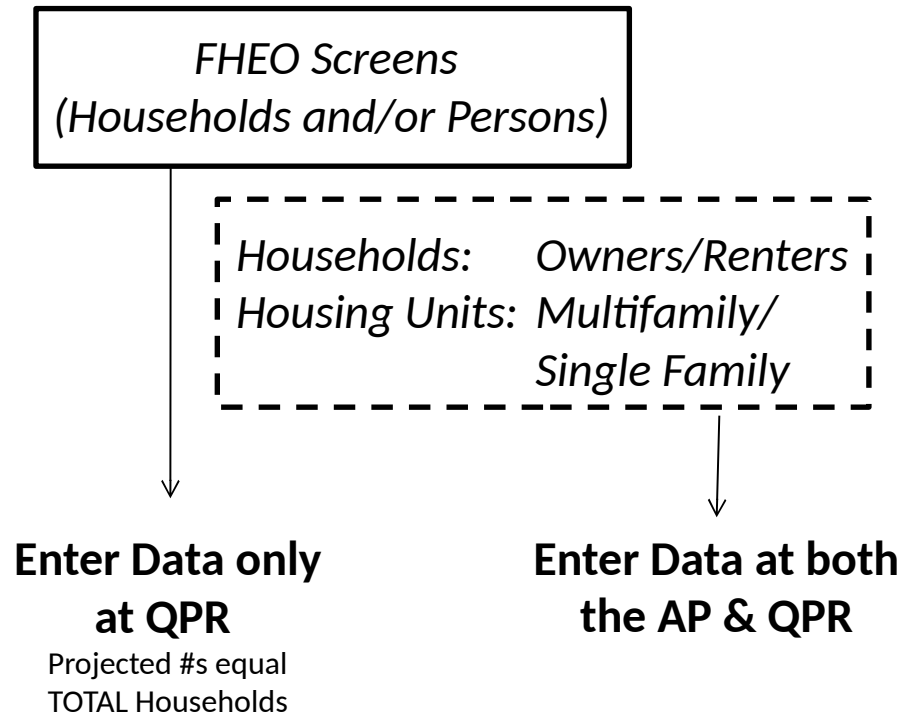 FHEO Screens
(Households and/or Persons)
Households: Owners/Renters
Housing Units: Multifamily/
Single Family
Enter Data only
at QPR
Projected #s equal
TOTAL Households
Enter Data at both
the AP & QPR